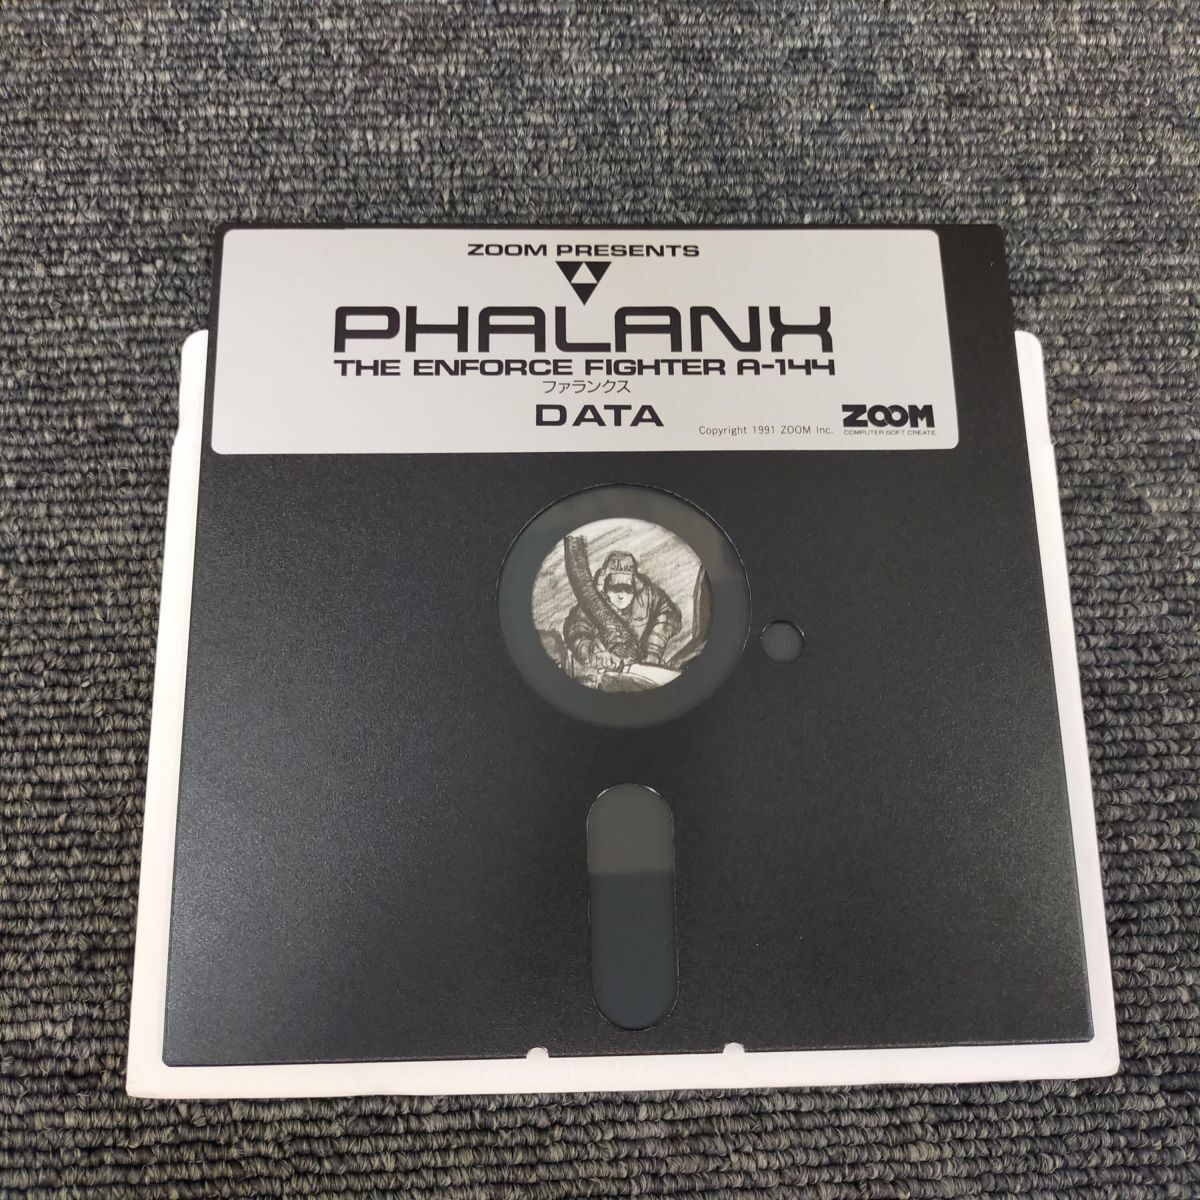 ZOOM PRESENTS
PHALANX
THE ENFORCE FIGHTER A-144
ファランクス
DATA
Copyright 1991 ZOOM Inc.
ZOOM
COMPUTER SOFT CREATE